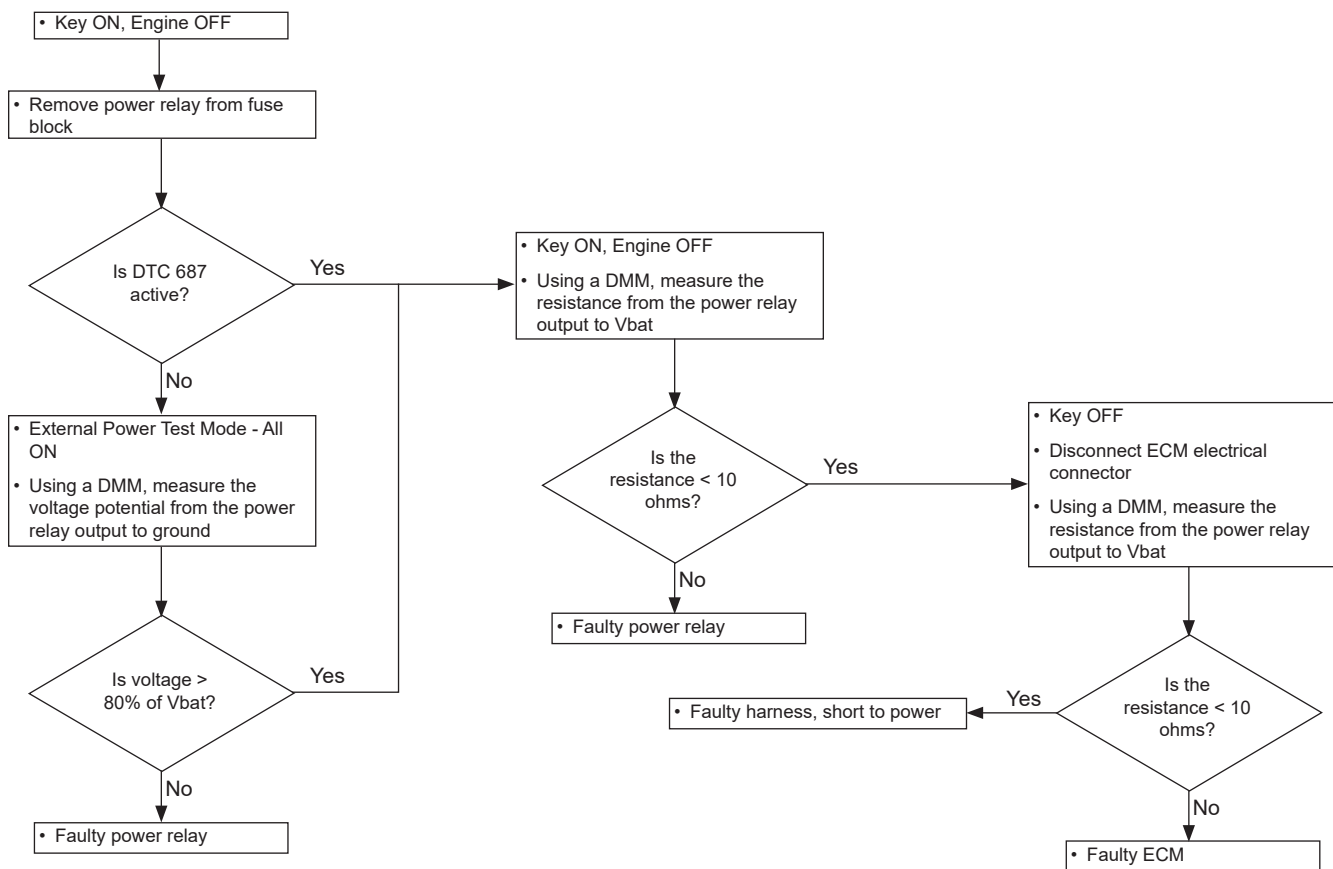 • Key ON, Engine OFF
• Remove power relay from fuse
block
Is DTC 687
active?
Yes
No
• External Power Test Mode - All
ON
• Using a DMM, measure the
voltage potential from the power
relay output to ground
Is voltage >
80% of Vbat?
Yes
No
• Faulty power relay
• Key ON, Engine OFF
• Using a DMM, measure the
resistance from the power relay
output to Vbat
Is the
resistance < 10
ohms?
Yes
No
• Faulty power relay
• Key OFF
• Disconnect ECM electrical
connector
• Using a DMM, measure the
resistance from the power relay
output to Vbat
Is the
resistance < 10
ohms?
Yes
• Faulty harness, short to power
No
• Faulty ECM